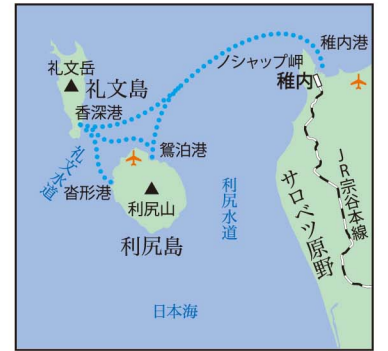 稚内港
ノシャップ岬
稚内
礼文岳
礼文島
香深港
礼文水道
鴛泊港
沓形港
利尻山
利尻島
利尻水道
サロベツ原野
JR宗谷本線
日本海